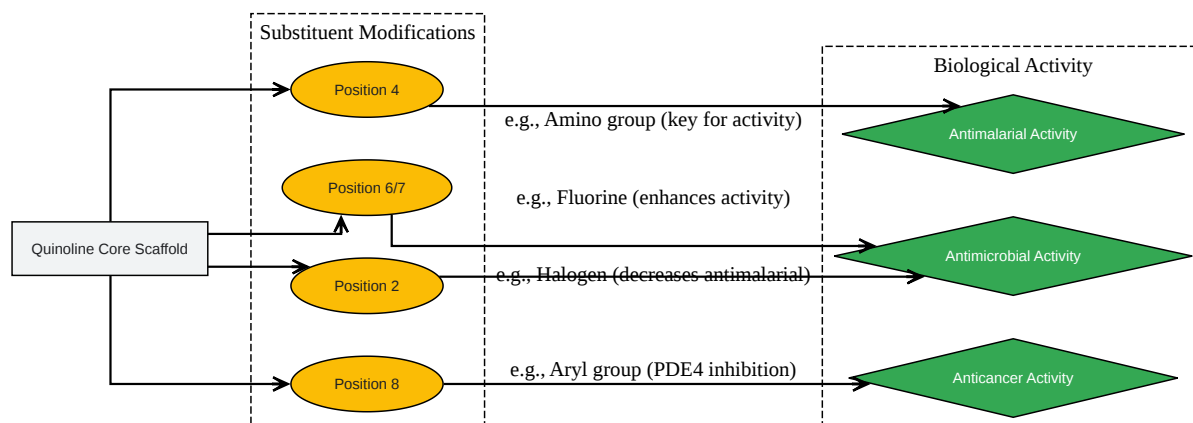 Substituent Modifications
Biological Activity
Position 4
e.g., Amino group (key for activity)
Antimalarial Activity
Position 6/7
e.g., Fluorine (enhances activity)
Quinoline Core Scaffold
Antimicrobial Activity
Position 2
e.g., Halogen (decreases antimalarial)
Position 8
e.g., Aryl group (PDE4 inhibition)
Anticancer Activity